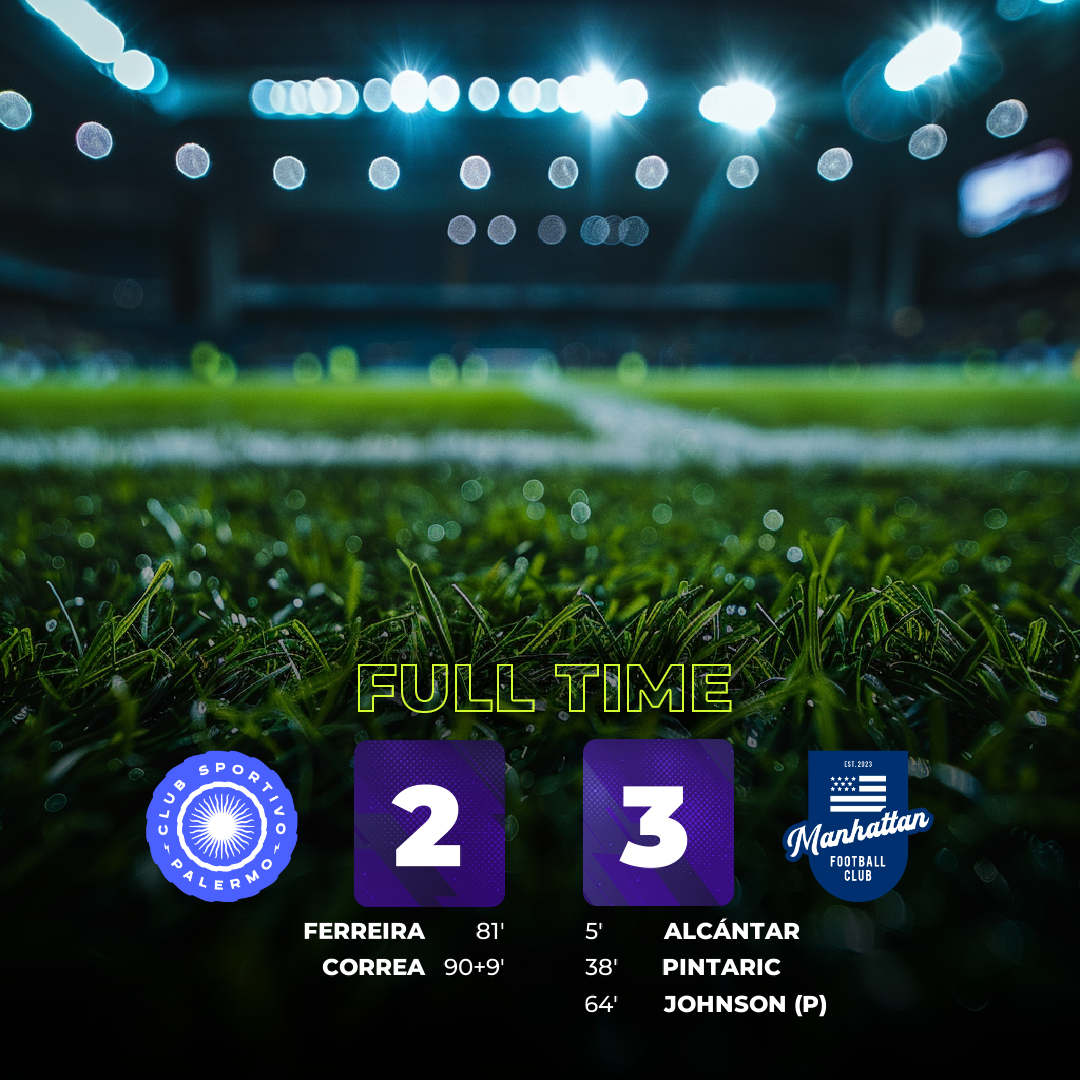 FULL TIME
CLUB SPORTIVO
PALERMO
2
3
EST. 2023
Manhattan
FOOTBALL
CLUB
FERREIRA 81'
CORREA 90+9'
5' ALCÁNTAR
38' PINTARIC
64' JOHNSON (P)